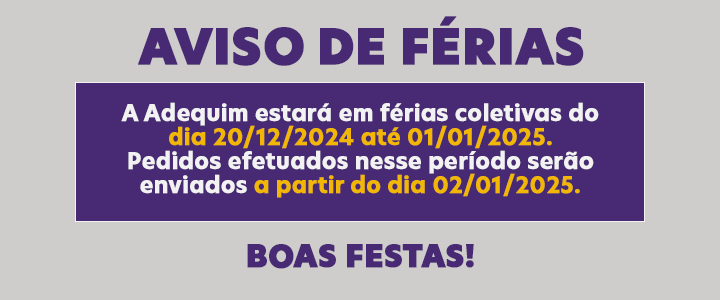 AVISO DE FÉRIAS
A Adequim estará em férias coletivas do
dia 20/12/2024 até 01/01/2025.
Pedidos efetuados nesse período serão
enviados a partir do dia 02/01/2025.
BOAS FESTAS!